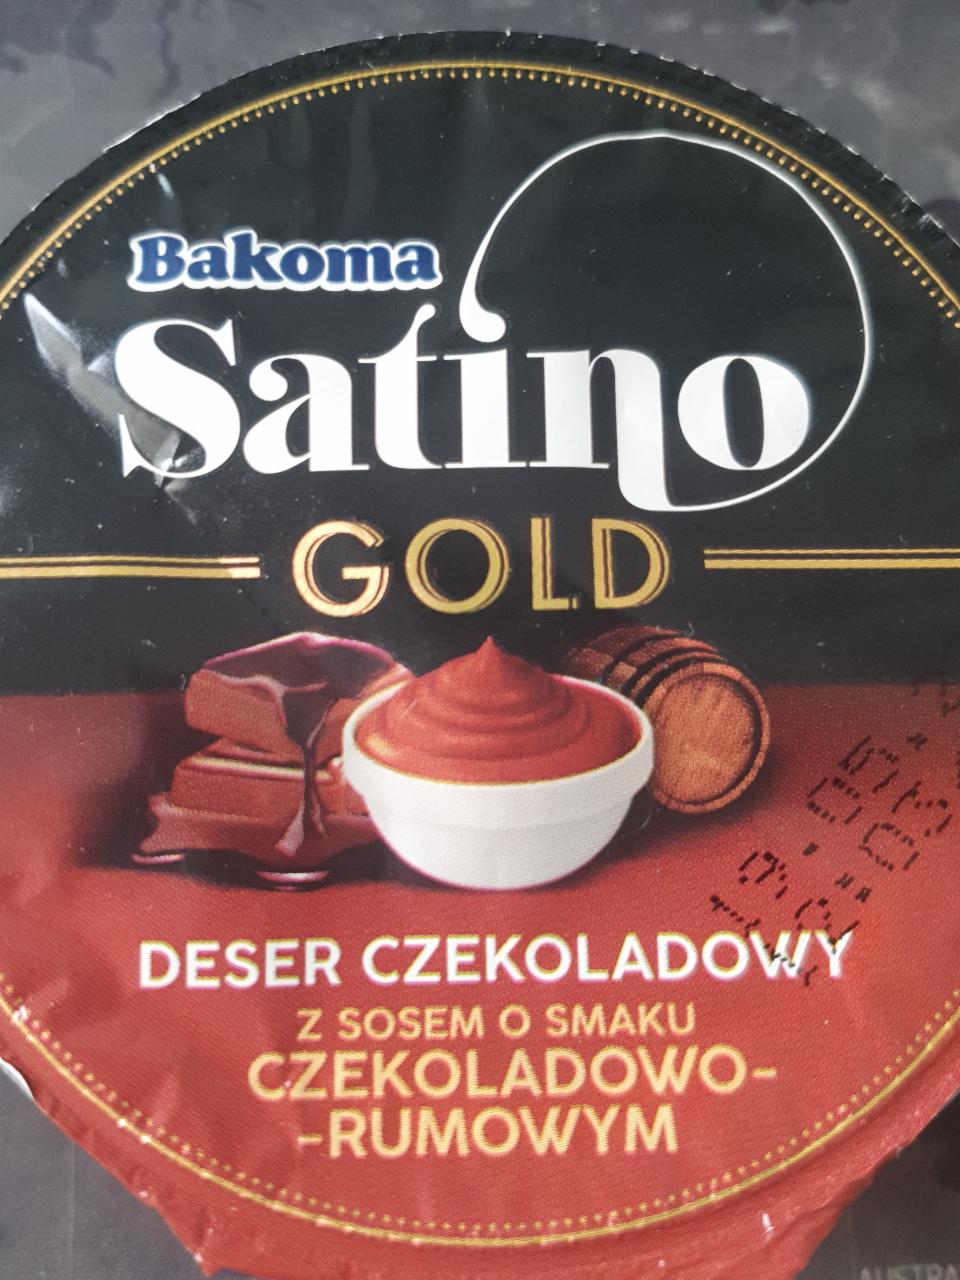 Bakoma
Satino
GOLD
DESER CZEKOLADOWY
Z SOSEM O SMAKU
CZEKOLADOWO-
-RUMOWYM